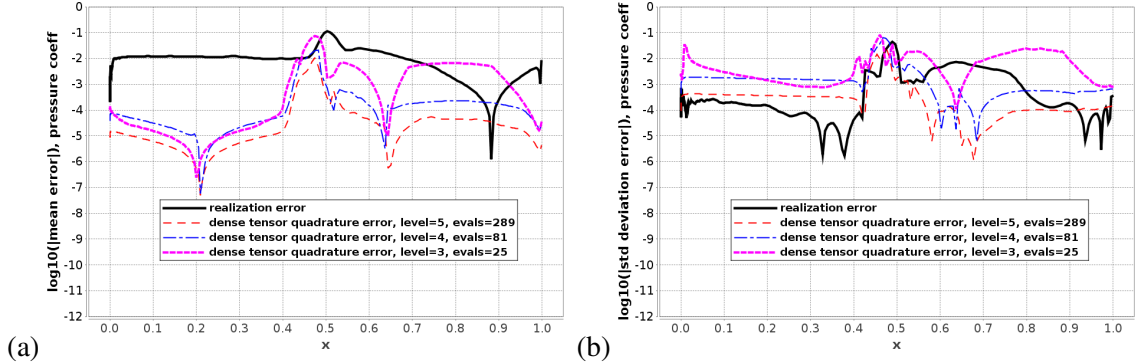 log10(|mean error|), pressure coeff
0
-1
-2
-3
-4
-5
-6
-7
-8
-9
-10
-11
-12
realization error
dense tensor quadrature error, level=5, evals=289
dense tensor quadrature error, level=4, evals=81
dense tensor quadrature error, level=3, evals=25
0.0 0.1 0.2 0.3 0.4 0.5 0.6 0.7 0.8 0.9 1.0
x
(a)
log10(|std deviation error|), pressure coeff
0
-1
-2
-3
-4
-5
-6
-7
-8
-9
-10
-11
-12
realization error
dense tensor quadrature error, level=5, evals=289
dense tensor quadrature error, level=4, evals=81
dense tensor quadrature error, level=3, evals=25
0.0 0.1 0.2 0.3 0.4 0.5 0.6 0.7 0.8 0.9 1.0
x
(b)